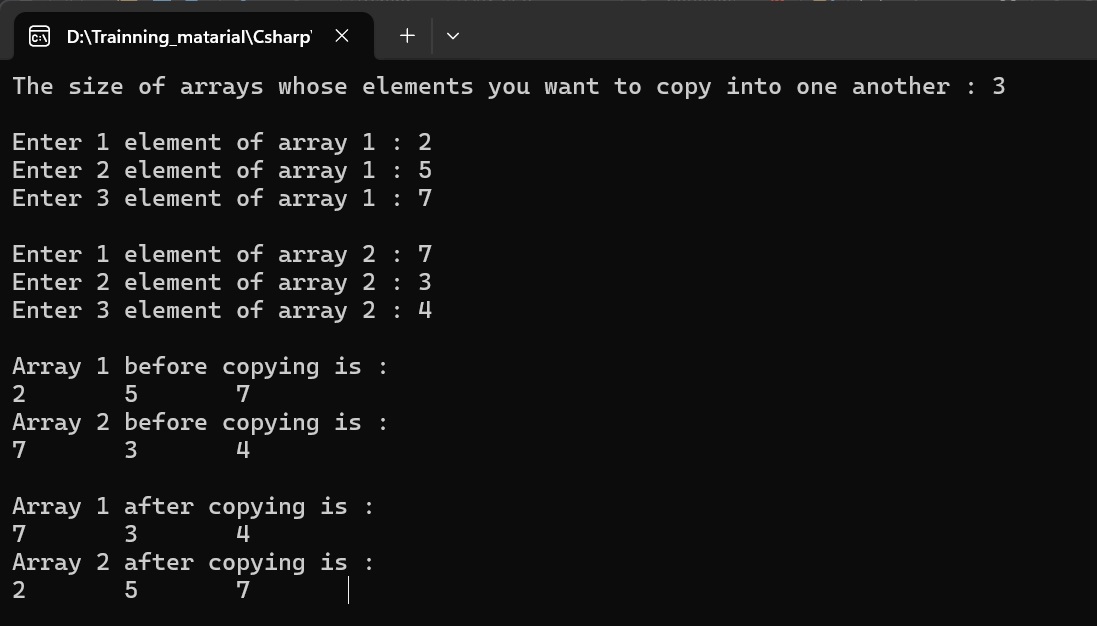 D:\Trainning_matarial\Csharp'
The size of arrays whose elements you want to copy into one another : 3
Enter 1 element of array 1 : 2
Enter 2 element of array 1 : 5
Enter 3 element of array 1 : 7
Enter 1 element of array 2 : 7
Enter 2 element of array 2 : 3
Enter 3 element of array 2 : 4
Array 1 before copying is :
2 5 7
Array 2 before copying is :
7 3 4
Array 1 after copying is :
7 3 4
Array 2 after copying is :
2 5 7